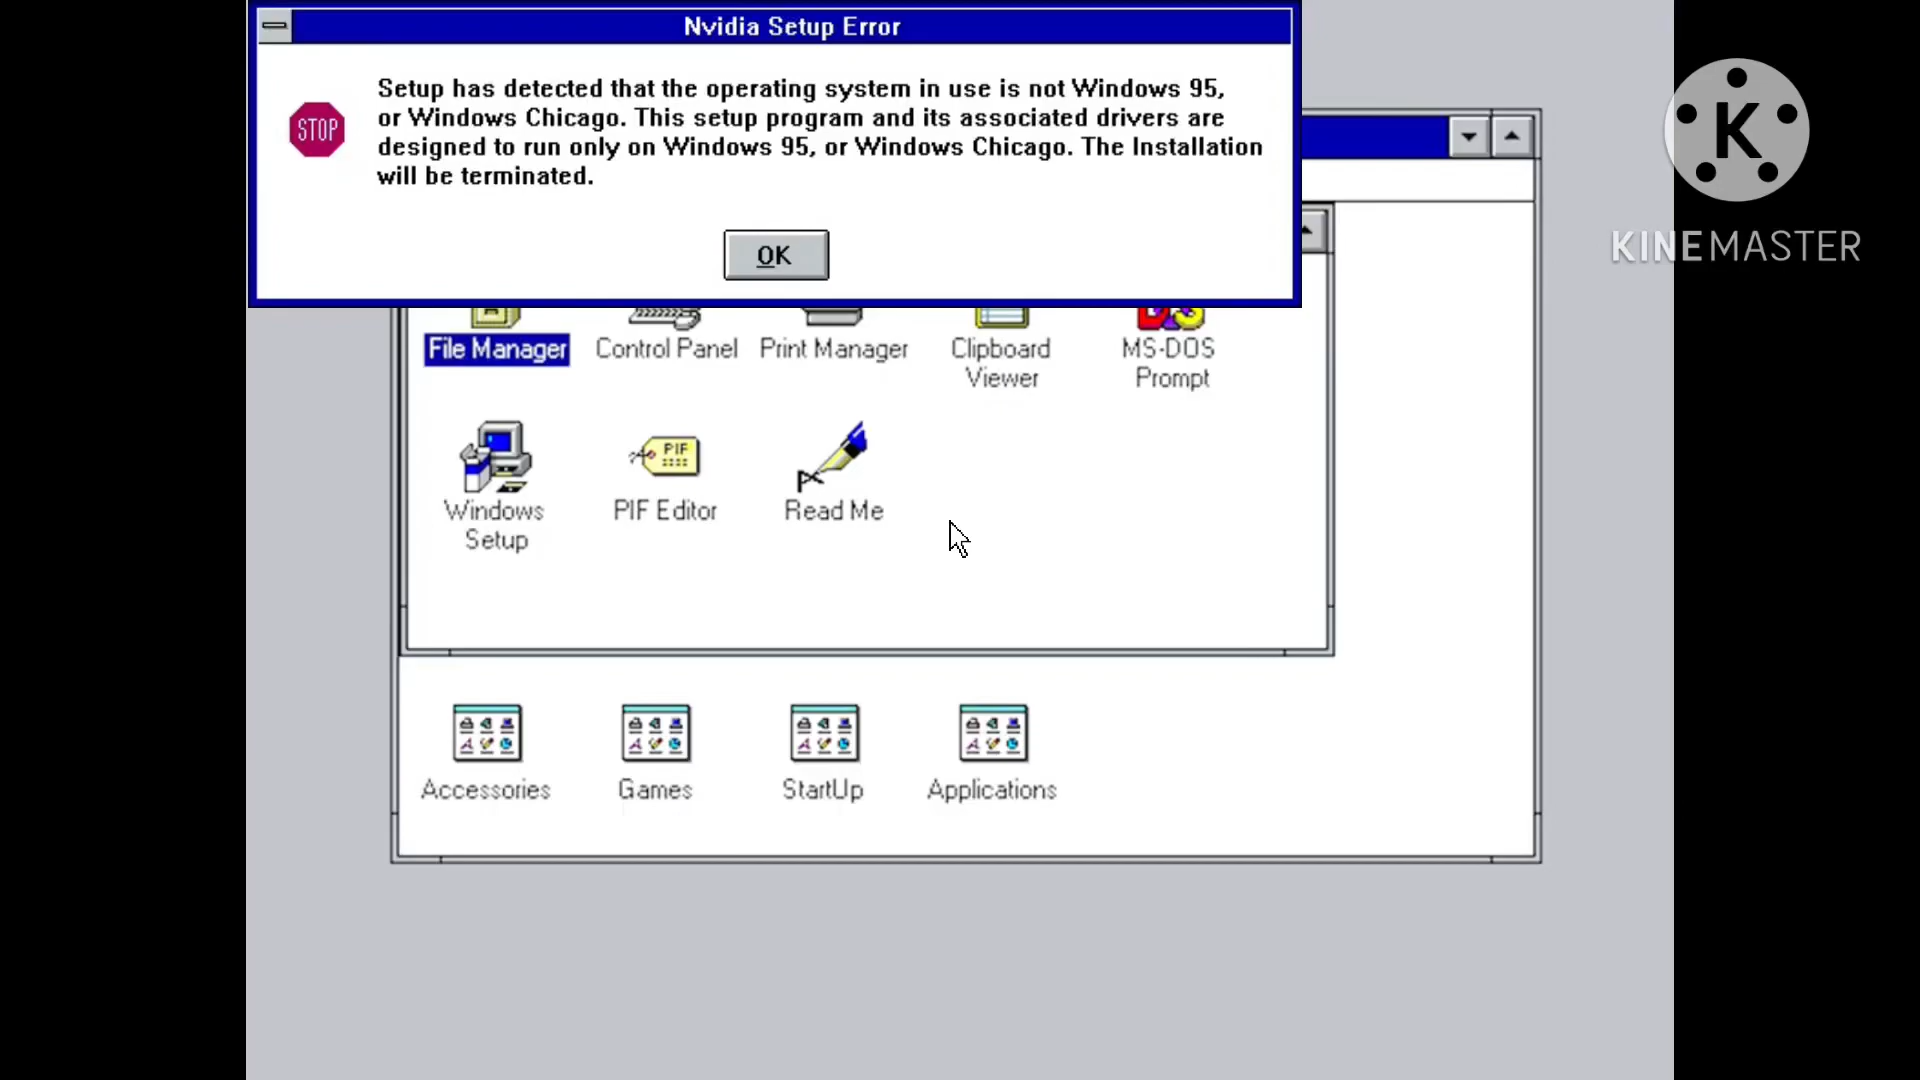 Nvidia Setup Error
Setup has detected that the operating system in use is not Windows 95,
or Windows Chicago. This setup program and its associated drivers are
designed to run only on Windows 95, or Windows Chicago. The Installation
will be terminated.
STOP
OK
K
KINEMASTER
File Manager
Control Panel
Print Manager
Clipboard
Viewer
MS-DOS
Prompt
PIF
Windows
Setup
PIF Editor
Read Me
Accessories
Games
StartUp
Applications